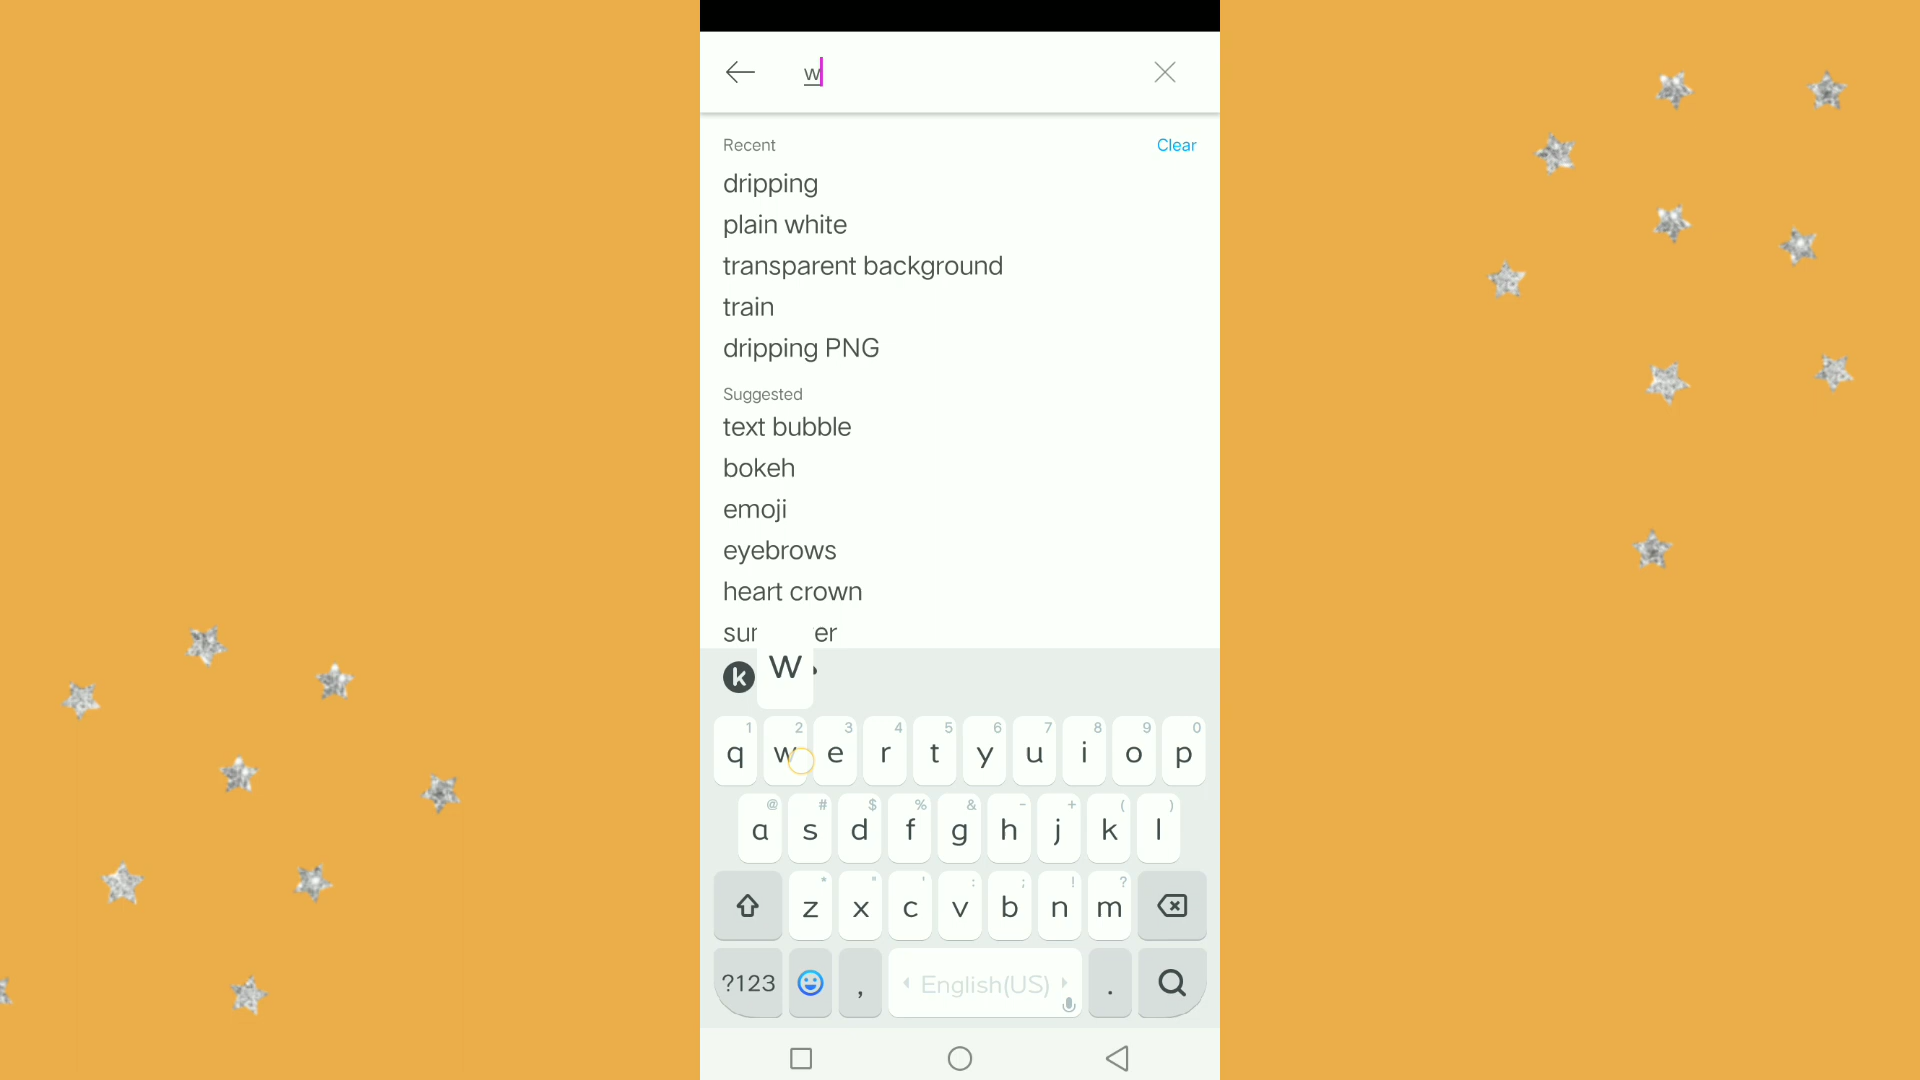 w
Recent Clear
dripping
plain white
transparent background
train
dripping PNG
Suggested
text bubble
bokeh
emoji
eyebrows
heart crown
k w
1 2 3 4 5 6 7 8 9 0
q w e r t y u i o p
@ # $ % & - + ( )
a s d f g h j k l
* " ' : ; ! ?
z x c v b n m
?123 , English(US) .